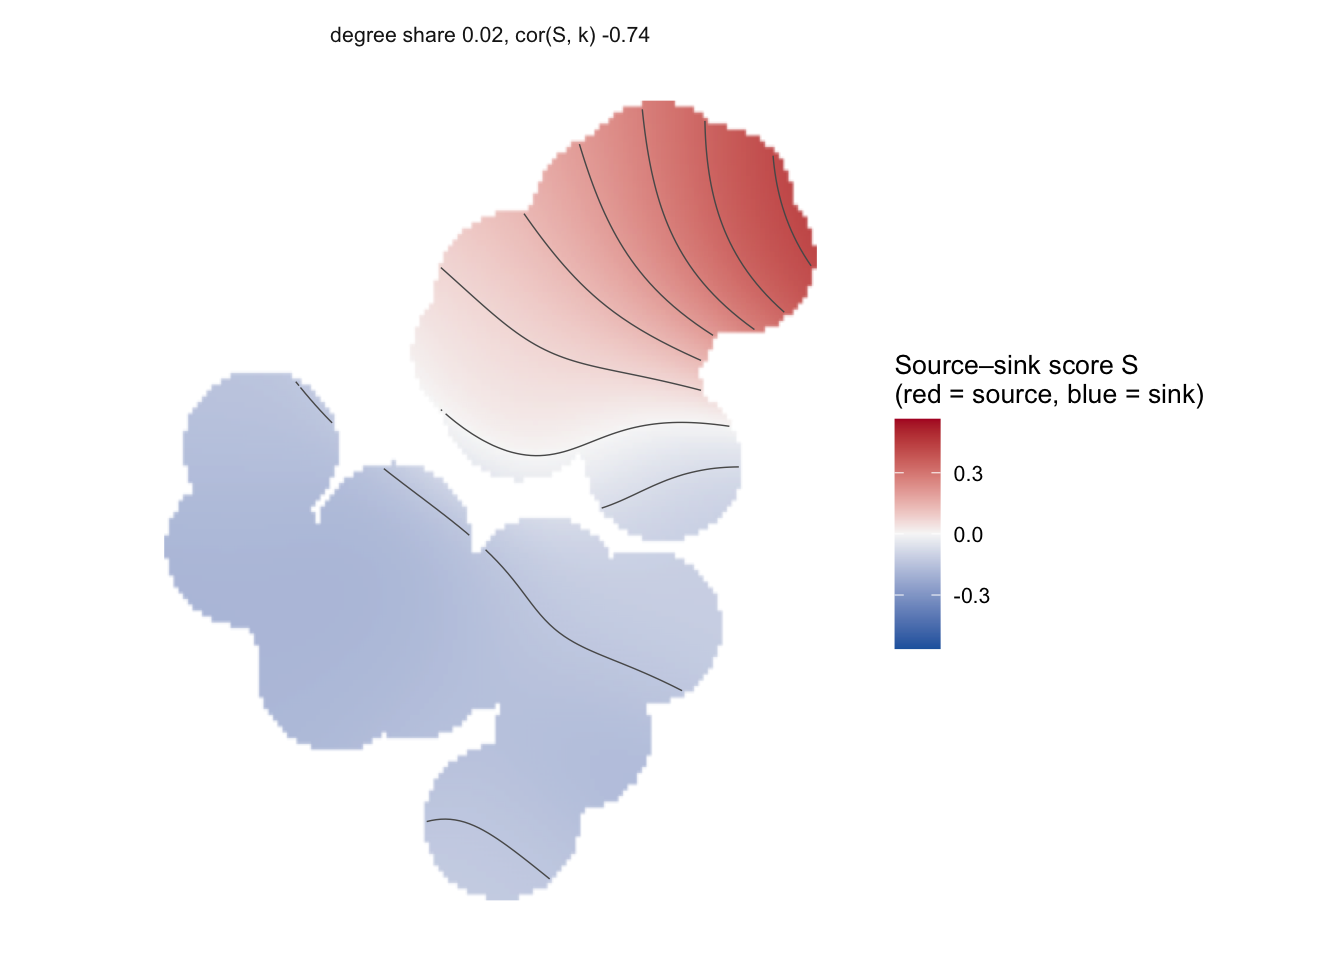 degree share 0.02, cor(S, k) -0.74
Source–sink score S
(red = source, blue = sink)
0.3
0.0
-0.3